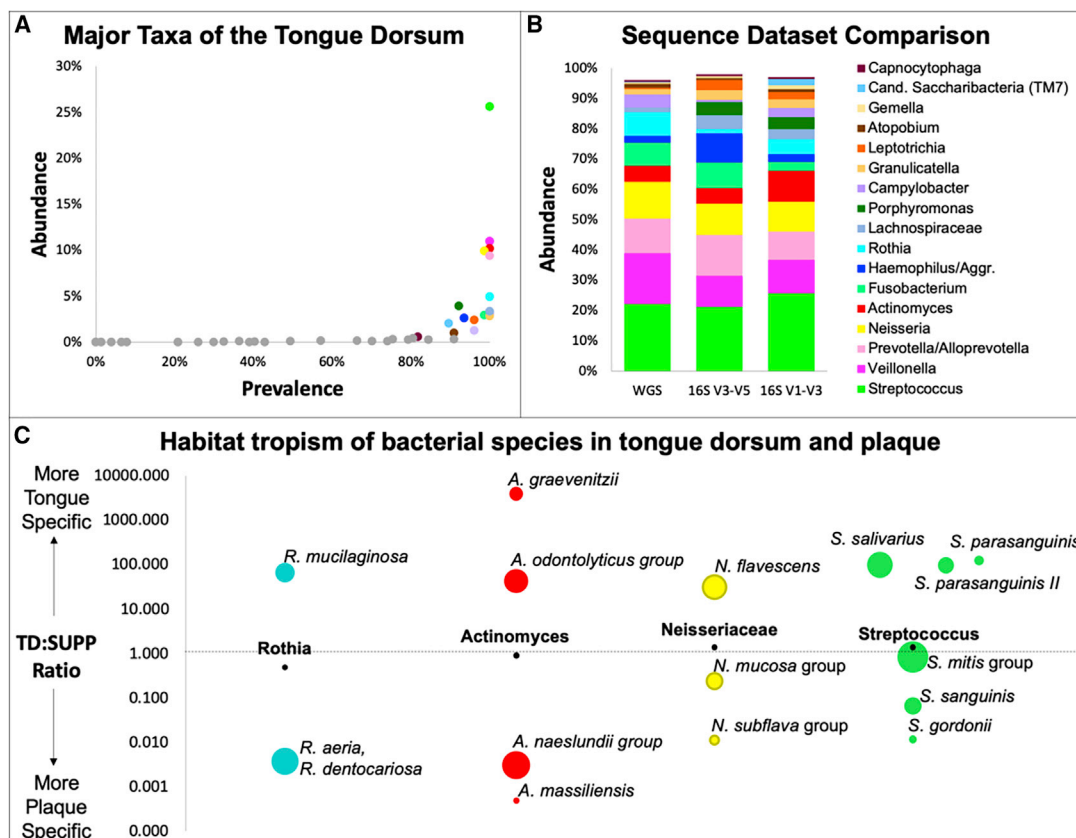 A
Major Taxa of the Tongue Dorsum
30%
25%
20%
15%
10%
5%
0%
Abundance
0%
20%
40%
60%
80%
100%
Prevalence
B
Sequence Dataset Comparison
100%
90%
80%
70%
60%
50%
40%
30%
20%
10%
0%
Abundance
WGS
16S V3-V5
16S V1-V3
Capnocytophaga
Cand. Saccharibacteria (TM7)
Gemella
Atopobium
Leptotrichia
Granulicatella
Campylobacter
Porphyromonas
Lachnospiraceae
Rothia
Haemophilus/Aggr.
Fusobacterium
Actinomyces
Neisseria
Prevotella/Alloprevotella
Veillonella
Streptococcus
C
Habitat tropism of bacterial species in tongue dorsum and plaque
More
Tongue
Specific
TD:SUPP
Ratio
More
Plaque
Specific
10000.000
1000.000
100.000
10.000
1.000
0.100
0.010
0.001
0.000
R. mucilaginosa
Rothia
R. aeria,
R. dentocariosa
A. graevenitzii
A. odontolyticus group
Actinomyces
A. naeslundii group
A. massiliensis
N. flavescens
Neisseriaceae
N. mucosa group
N. subflava group
S. salivarius
S. parasanguinis
S. parasanguinis II
Streptococcus
S. mitis group
S. sanguinis
S. gordonii